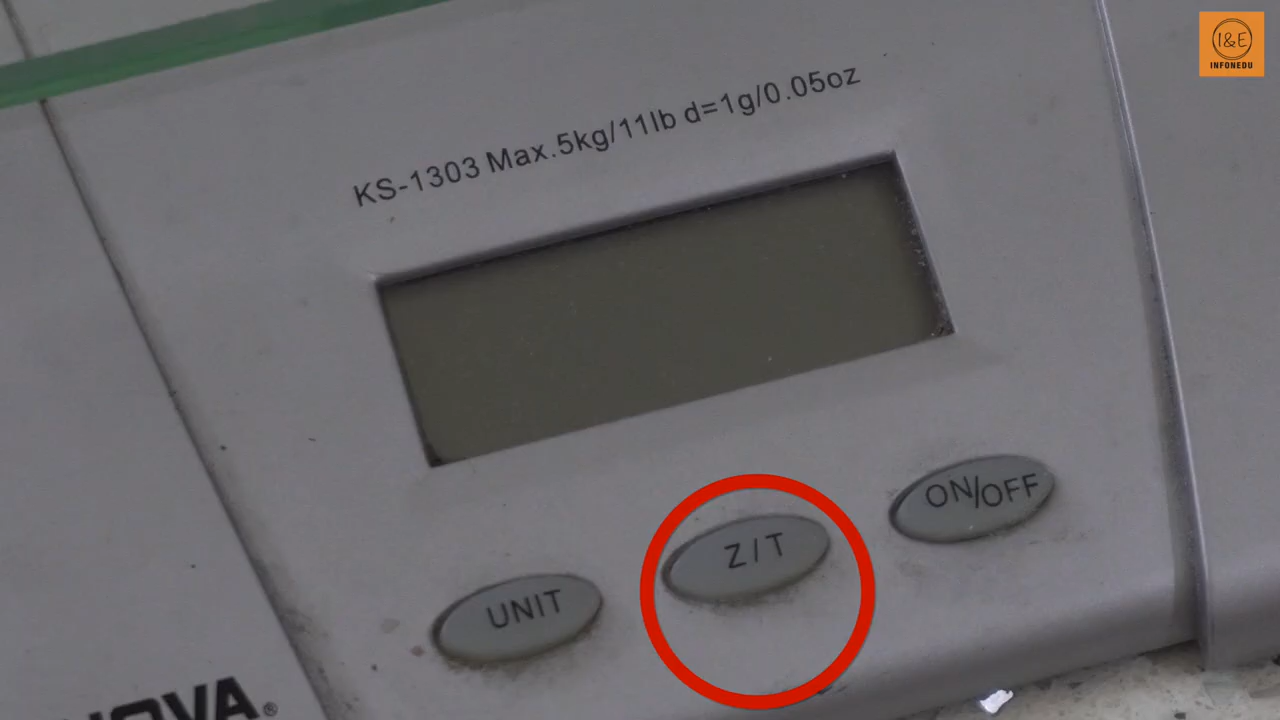 I&E
INFONEDU
KS-1303 Max.5kg/11lb d=1g/0.05oz
ON/OFF
Z/T
UNIT